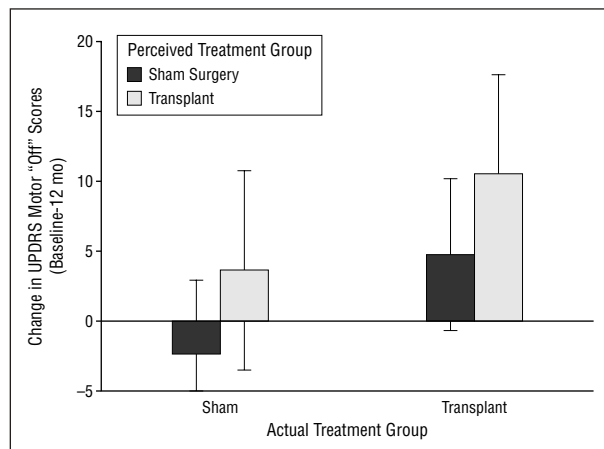 20
15
10
5
0
–5
Change in UPDRS Motor “Off” Scores
(Baseline-12 mo)
Perceived Treatment Group
Sham Surgery
Transplant
Sham
Transplant
Actual Treatment Group